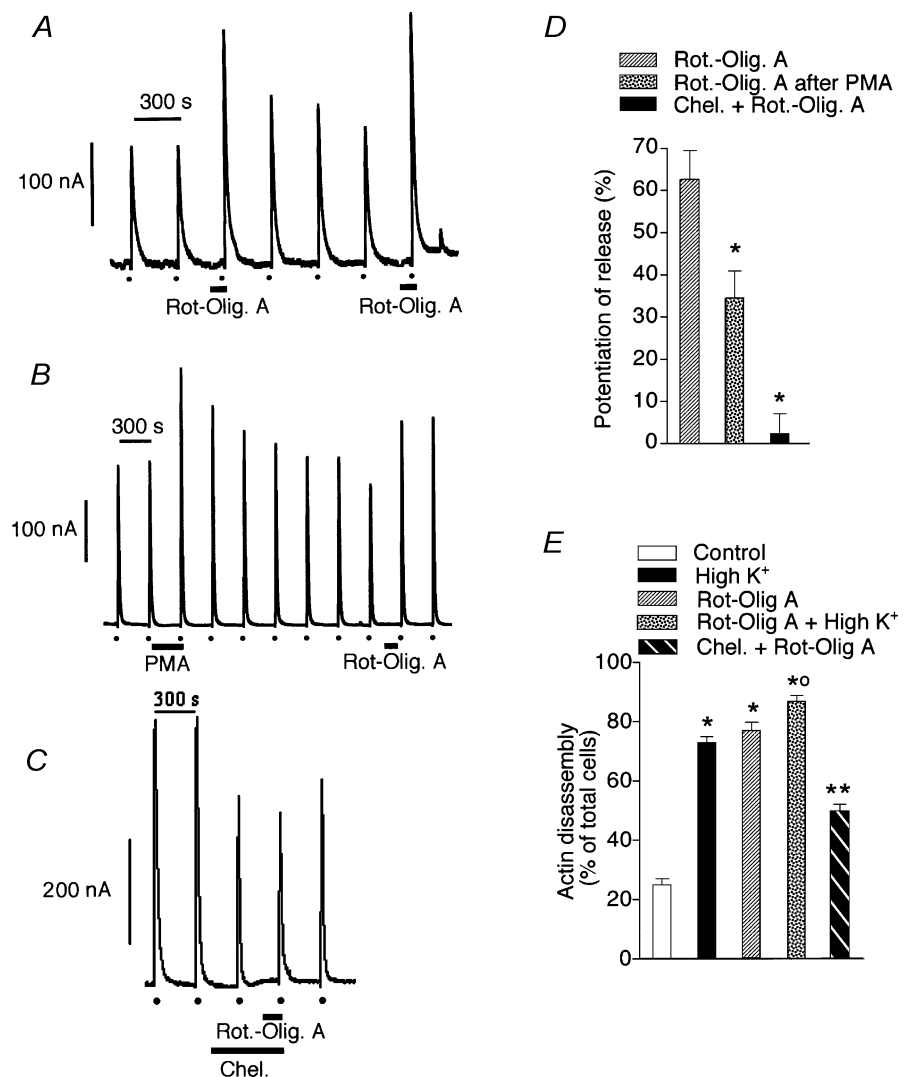 A
300 s
100 nA
Rot-Olig. A Rot-Olig. A
B
300 s
100 nA
PMA Rot-Olig. A
C
300 s
200 nA
Rot.-Olig. A
Chel.
D
Rot.-Olig. A
Rot.-Olig. A after PMA
Chel. + Rot.-Olig. A
Potentiation of release (%)
70
60
50
40
30
20
10
0
*
*
E
Control
High K⁺
Rot-Olig A
Rot-Olig A + High K⁺
Chel. + Rot-Olig A
Actin disassembly
(% of total cells)
100
80
60
40
20
0
*
*
*o
**